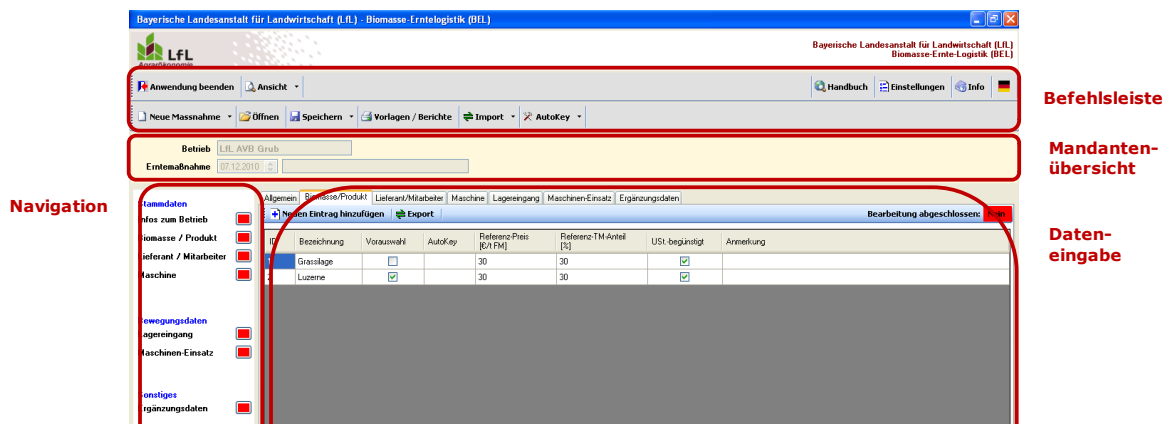 Bayerische Landesanstalt für Landwirtschaft (LfL) - Biomasse-Erntelogistik (BEL)
LfL
Agrarökonomie
Bayerische Landesanstalt für Landwirtschaft (LfL)
Biomasse-Ernte-Logistik (BEL)
Anwendung beenden Ansicht Handbuch Einstellungen Info
Neue Massnahme Öffnen Speichern Vorlagen / Berichte Import AutoKey
Befehlsleiste
Betrieb LfL AVB Grub
Erntemaßnahme 07.12.2010
Mandanten-
übersicht
Navigation
Stammdaten
Infos zum Betrieb
Biomasse / Produkt
Lieferant / Mitarbeiter
Maschine
Bewegungsdaten
Lagereingang
Maschinen-Einsatz
Sonstiges
Ergänzungsdaten
Allgemein Biomasse/Produkt Lieferant/Mitarbeiter Maschine Lagereingang Maschinen-Einsatz Ergänzungsdaten
Neuen Eintrag hinzufügen Export Bearbeitung abgeschlossen: Nein
ID Bezeichnung Vorauswahl AutoKey Referenz-Preis [€/t FM] Referenz-TM-Anteil [%] USt.-begünstigt Anmerkung
1 Grassilage 30 30
2 Luzerne 30 30
Daten-
eingabe